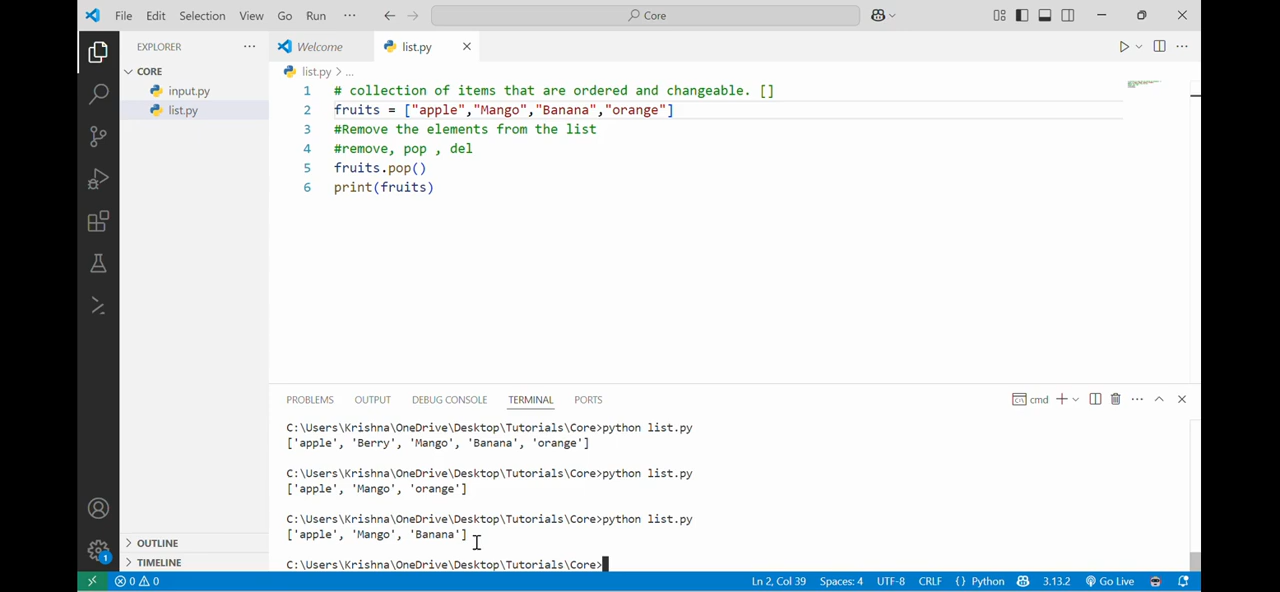 File Edit Selection View Go Run ··· Core
EXPLORER ···
Welcome list.py
CORE
list.py > ...
input.py
list.py
1 # collection of items that are ordered and changeable. []
2 fruits = ["apple","Mango","Banana","orange"]
3 #Remove the elements from the list
4 #remove, pop , del
5 fruits.pop()
6 print(fruits)
PROBLEMS OUTPUT DEBUG CONSOLE TERMINAL PORTS cmd
C:\Users\Krishna\OneDrive\Desktop\Tutorials\Core>python list.py
['apple', 'Berry', 'Mango', 'Banana', 'orange']
C:\Users\Krishna\OneDrive\Desktop\Tutorials\Core>python list.py
['apple', 'Mango', 'orange']
C:\Users\Krishna\OneDrive\Desktop\Tutorials\Core>python list.py
['apple', 'Mango', 'Banana']
C:\Users\Krishna\OneDrive\Desktop\Tutorials\Core>
OUTLINE
TIMELINE
1
0 0 Ln 2, Col 39 Spaces: 4 UTF-8 CRLF {} Python 3.13.2 Go Live